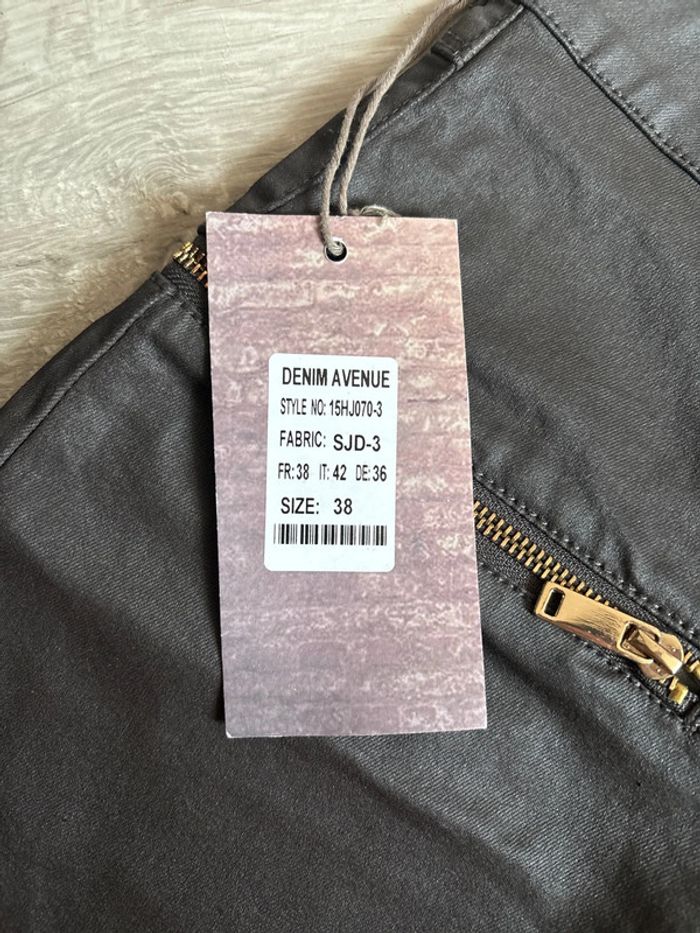 DENIM AVENUE
STYLE NO: 15HJ070-3
FABRIC: SJD-3
FR:38 IT:42 DE:36
SIZE: 38